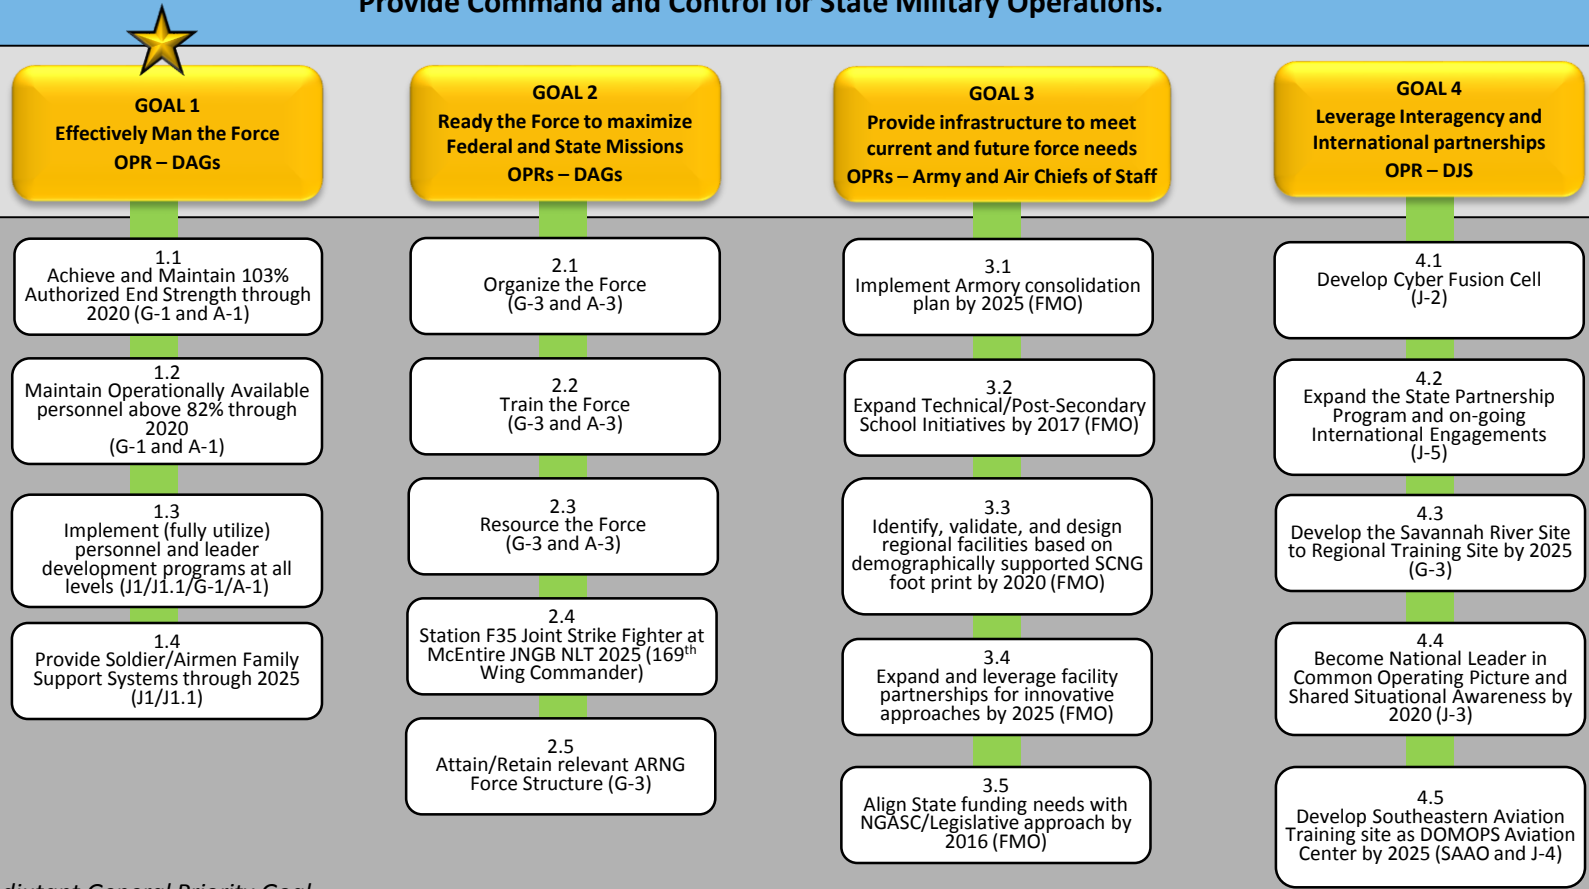 Provide Command and Control for State Military Operations.
GOAL 1
Effectively Man the Force
OPR – DAGs
GOAL 2
Ready the Force to maximize
Federal and State Missions
OPRs – DAGs
GOAL 3
Provide infrastructure to meet
current and future force needs
OPRs – Army and Air Chiefs of Staff
GOAL 4
Leverage Interagency and
International partnerships
OPR – DJS
1.1
Achieve and Maintain 103%
Authorized End Strength through
2020 (G-1 and A-1)
1.2
Maintain Operationally Available
personnel above 82% through
2020
(G-1 and A-1)
1.3
Implement (fully utilize)
personnel and leader
development programs at all
levels (J1/J1.1/G-1/A-1)
1.4
Provide Soldier/Airmen Family
Support Systems through 2025
(J1/J1.1)
2.1
Organize the Force
(G-3 and A-3)
2.2
Train the Force
(G-3 and A-3)
2.3
Resource the Force
(G-3 and A-3)
2.4
Station F35 Joint Strike Fighter at
McEntire JNGB NLT 2025 (169th
Wing Commander)
2.5
Attain/Retain relevant ARNG
Force Structure (G-3)
3.1
Implement Armory consolidation
plan by 2025 (FMO)
3.2
Expand Technical/Post-Secondary
School Initiatives by 2017 (FMO)
3.3
Identify, validate, and design
regional facilities based on
demographically supported SCNG
foot print by 2020 (FMO)
3.4
Expand and leverage facility
partnerships for innovative
approaches by 2025 (FMO)
3.5
Align State funding needs with
NGASC/Legislative approach by
2016 (FMO)
4.1
Develop Cyber Fusion Cell
(J-2)
4.2
Expand the State Partnership
Program and on-going
International Engagements
(J-5)
4.3
Develop the Savannah River Site
to Regional Training Site by 2025
(G-3)
4.4
Become National Leader in
Common Operating Picture and
Shared Situational Awareness by
2020 (J-3)
4.5
Develop Southeastern Aviation
Training site as DOMOPS Aviation
Center by 2025 (SAAO and J-4)
General Priority Goal